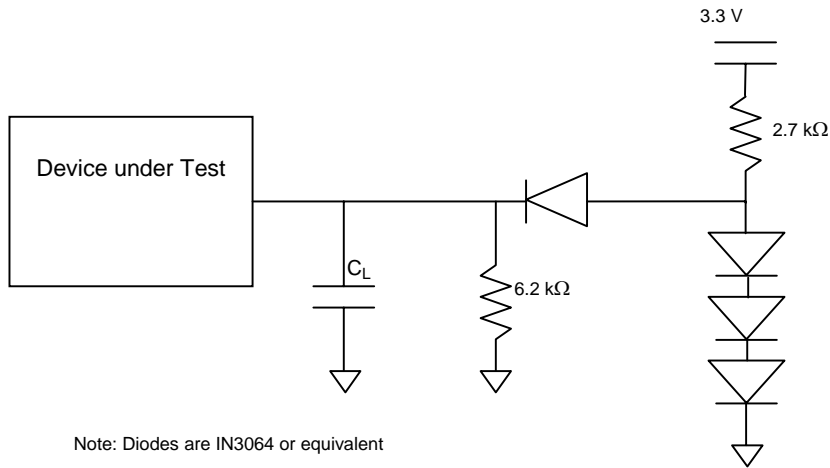 3.3 V
2.7 kΩ
Device under Test
C_L
6.2 kΩ
Note: Diodes are IN3064 or equivalent